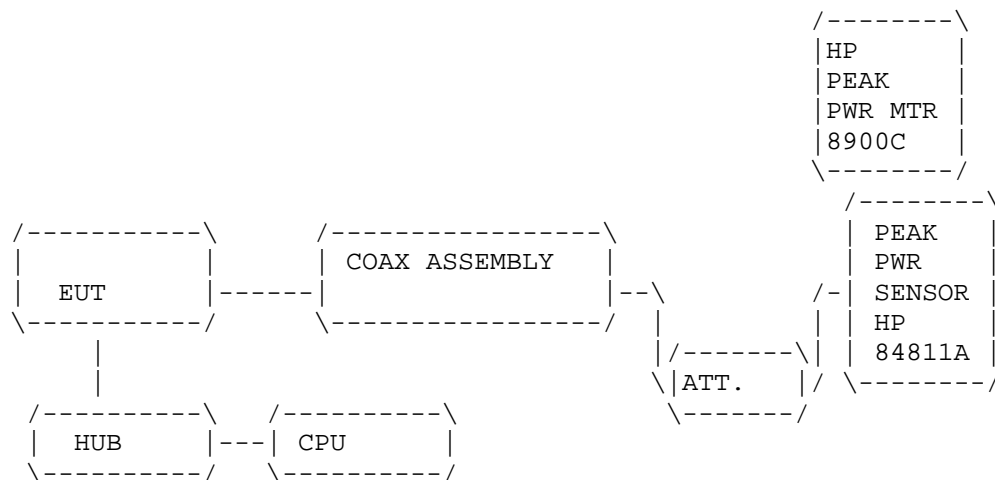 HP
PEAK
PWR MTR
8900C
PEAK
PWR
SENSOR
HP
84811A
COAX ASSEMBLY
EUT
ATT.
HUB
CPU